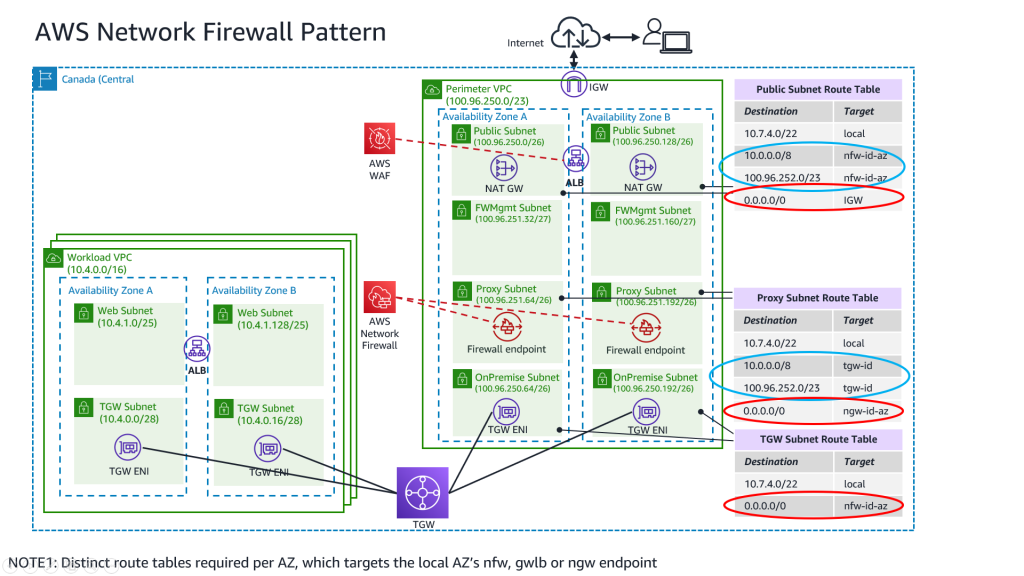 AWS Network Firewall Pattern
Internet
IGW
Canada (Central
Perimeter VPC
(100.96.250.0/23)
Availability Zone A
Public Subnet
(100.96.250.0/26)
NAT GW
FWMgmt Subnet
(100.96.251.32/27)
Proxy Subnet
(100.96.251.64/26)
Firewall endpoint
OnPremise Subnet
(100.96.250.64/26)
TGW ENI
Availability Zone B
Public Subnet
(100.96.250.128/26)
ALB
NAT GW
FWMgmt Subnet
(100.96.251.160/27)
Proxy Subnet
(100.96.251.192/26)
Firewall endpoint
OnPremise Subnet
(100.96.250.192/26)
TGW ENI
AWS
WAF
AWS
Network
Firewall
Workload VPC
(10.4.0.0/16)
Availability Zone A
Web Subnet
(10.4.1.0/25)
TGW Subnet
(10.4.0.0/28)
TGW ENI
ALB
Availability Zone B
Web Subnet
(10.4.1.128/25)
TGW Subnet
(10.4.0.16/28)
TGW ENI
TGW
Public Subnet Route Table
Destination Target
10.7.4.0/22 local
10.0.0.0/8 nfw-id-az
100.96.252.0/23 nfw-id-az
0.0.0.0/0 IGW
Proxy Subnet Route Table
Destination Target
10.7.4.0/22 local
10.0.0.0/8 tgw-id
100.96.252.0/23 tgw-id
0.0.0.0/0 ngw-id-az
TGW Subnet Route Table
Destination Target
10.7.4.0/22 local
0.0.0.0/0 nfw-id-az
NOTE1: Distinct route tables required per AZ, which targets the local AZ's nfw, gwlb or ngw endpoint